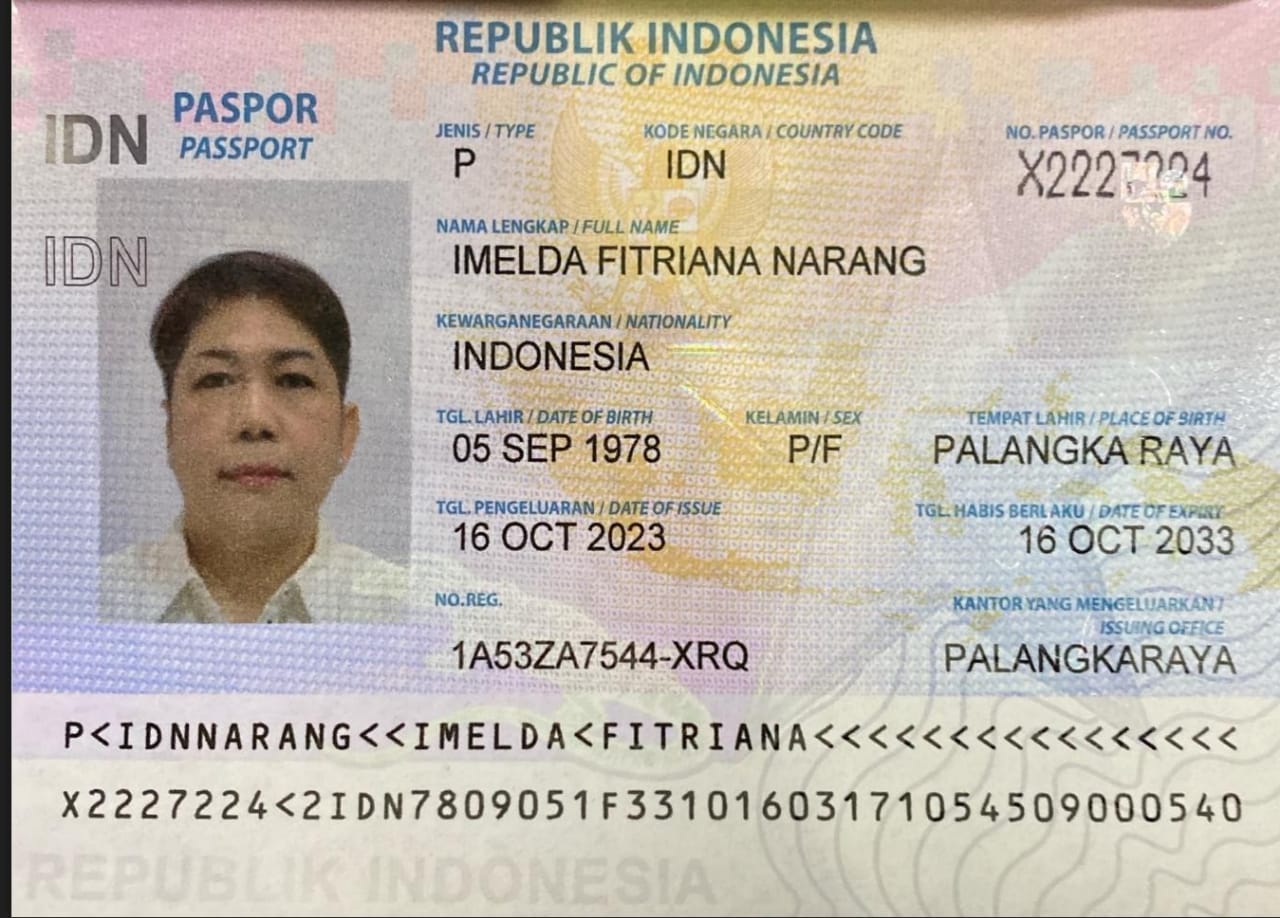 REPUBLIK INDONESIA
REPUBLIC OF INDONESIA
IDN
PASPOR
PASSPORT
JENIS / TYPE
KODE NEGARA / COUNTRY CODE
NO. PASPOR / PASSPORT NO.
P
IDN
X2227224
NAMA LENGKAP / FULL NAME
IMELDA FITRIANA NARANG
IDN
KEWARGANEGARAAN / NATIONALITY
INDONESIA
TGL. LAHIR / DATE OF BIRTH
KELAMIN / SEX
TEMPAT LAHIR / PLACE OF BIRTH
05 SEP 1978
P/F
PALANGKA RAYA
TGL. PENGELUARAN / DATE OF ISSUE
TGL. HABIS BERLAKU / DATE OF EXPIRY
16 OCT 2023
16 OCT 2033
NO.REG.
KANTOR YANG MENGELUARKAN /
ISSUING OFFICE
1A53ZA7544-XRQ
PALANGKARAYA
P<IDNNARANG<<IMELDA<FITRIANA<<<<<<<<<<<<<<<<
X2227224<2IDN7809051F3310160317105450900054​0
REPUBLIK INDONESIA